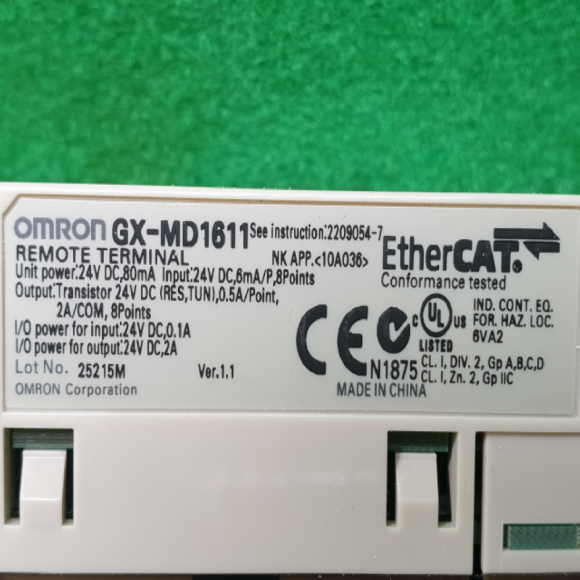 OMRON GX-MD1611 See instruction:2209054-7
REMOTE TERMINAL NK APP.<10A036>
EtherCAT®
Conformance tested
Unit power:24V DC,80mA Input:24V DC,6mA/P,8Points
Output:Transistor 24V DC (RES,TUN),0.5A/Point,
2A/COM, 8Points
I/O power for input:24V DC,0.1A
I/O power for output:24V DC,2A
Lot No. 25215M Ver.1.1
OMRON Corporation
CE
N1875
C UL US
LISTED
IND. CONT. EQ.
FOR HAZ. LOC.
6VA2
CL. I, DIV. 2, Gp A,B,C,D
CL. I, Zn. 2, Gp IIC
MADE IN CHINA